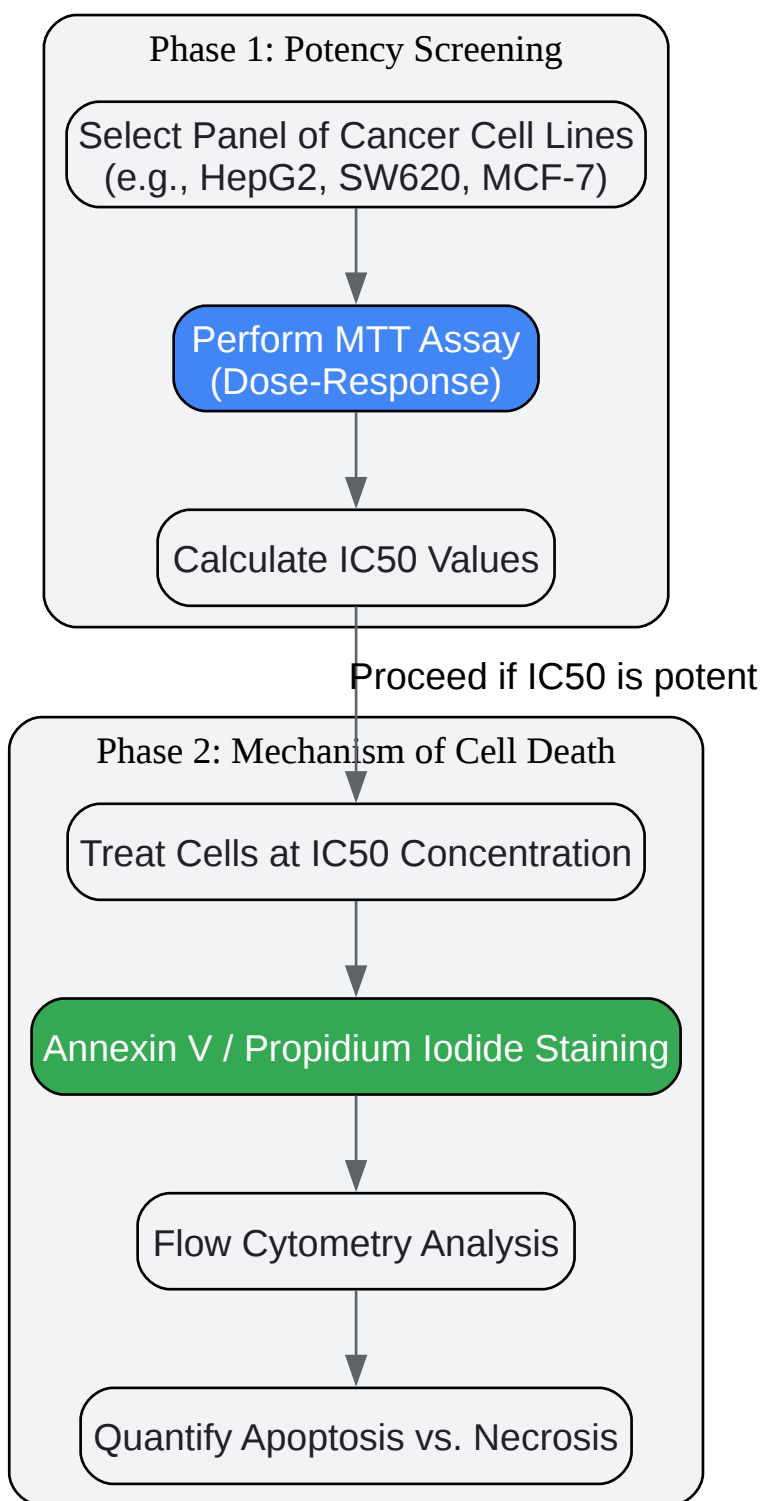 Phase 1: Potency Screening
Select Panel of Cancer Cell Lines
(e.g., HepG2, SW620, MCF-7)
Perform MTT Assay
(Dose-Response)
Calculate IC50 Values
Proceed if IC50 is potent
Phase 2: Mechanism of Cell Death
Treat Cells at IC50 Concentration
Annexin V / Propidium Iodide Staining
Flow Cytometry Analysis
Quantify Apoptosis vs. Necrosis